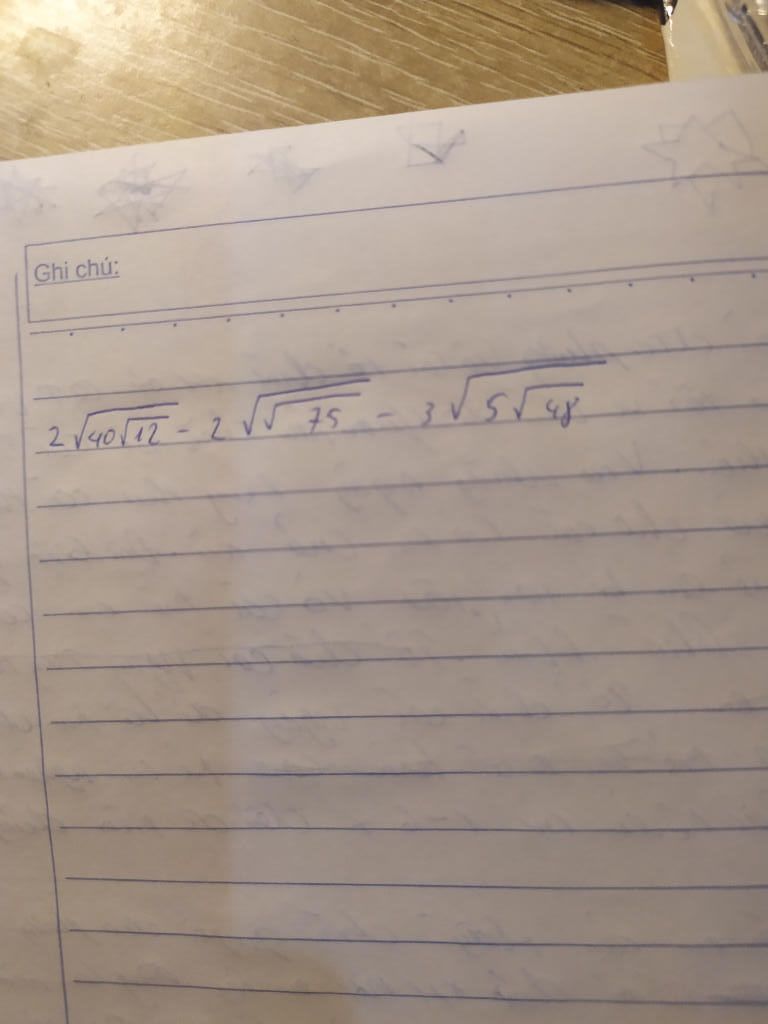 Ghi chú:
2√(40√12) - 2√(√75) - 3√(5√48)